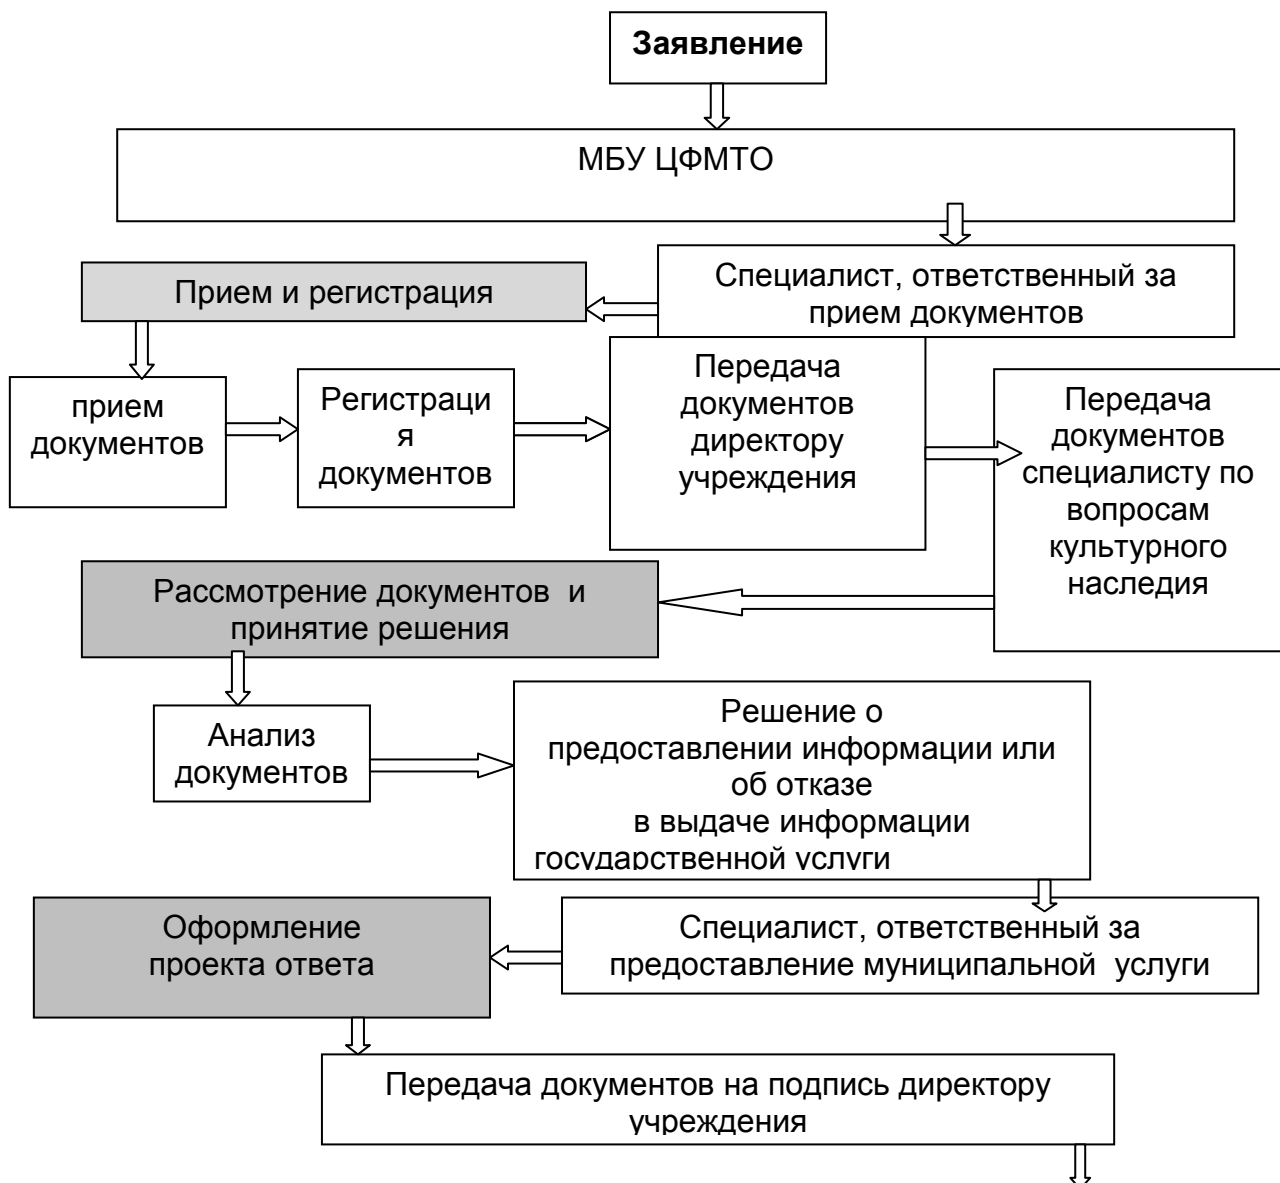 Заявление
МБУ ЦФМТО
Специалист, ответственный за
прием документов
Прием и регистрация
прием
документов
Регистраци
я
документов
Передача
документов
директору
учреждения
Передача
документов
специалисту по
вопросам
культурного
наследия
Рассмотрение документов и
принятие решения
Анализ
документов
Решение о
предоставлении информации или
об отказе
в выдаче информации
государственной услуги
Специалист, ответственный за
предоставление муниципальной услуги
Оформление
проекта ответа
Передача документов на подпись директору
учреждения